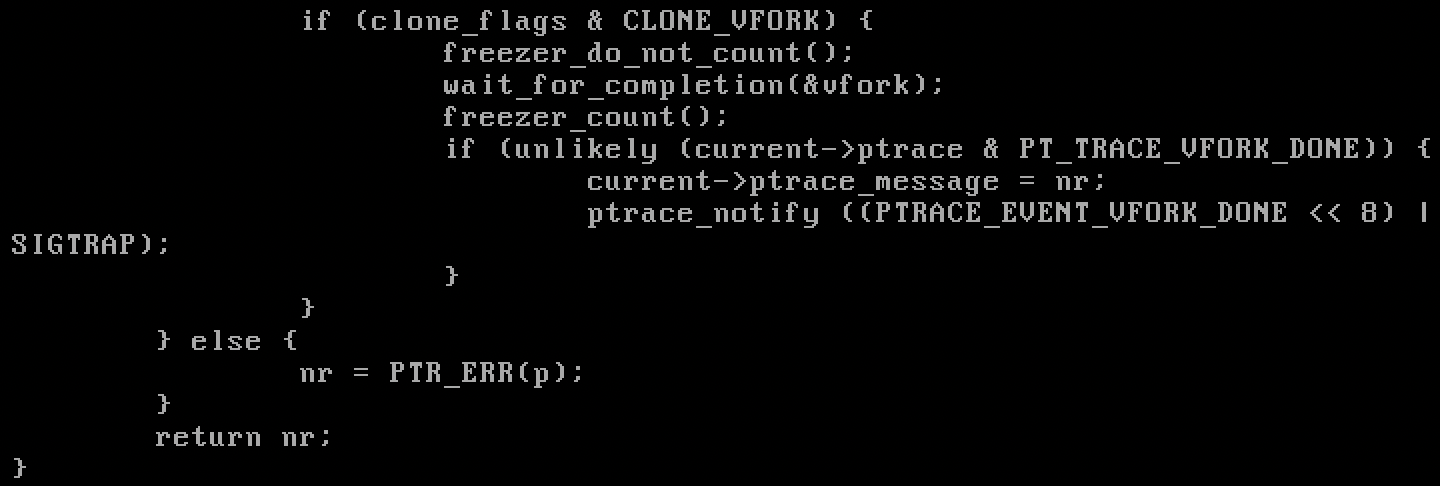 if (clone_flags & CLONE_VFORK) {
                        freezer_do_not_count();
                        wait_for_completion(&vfork);
                        freezer_count();
                        if (unlikely (current->ptrace & PT_TRACE_VFORK_DONE)) {
                                current->ptrace_message = nr;
                                ptrace_notify ((PTRACE_EVENT_VFORK_DONE << 8) |
SIGTRAP);
                        }
                }
        } else {
                nr = PTR_ERR(p);
        }
        return nr;
}